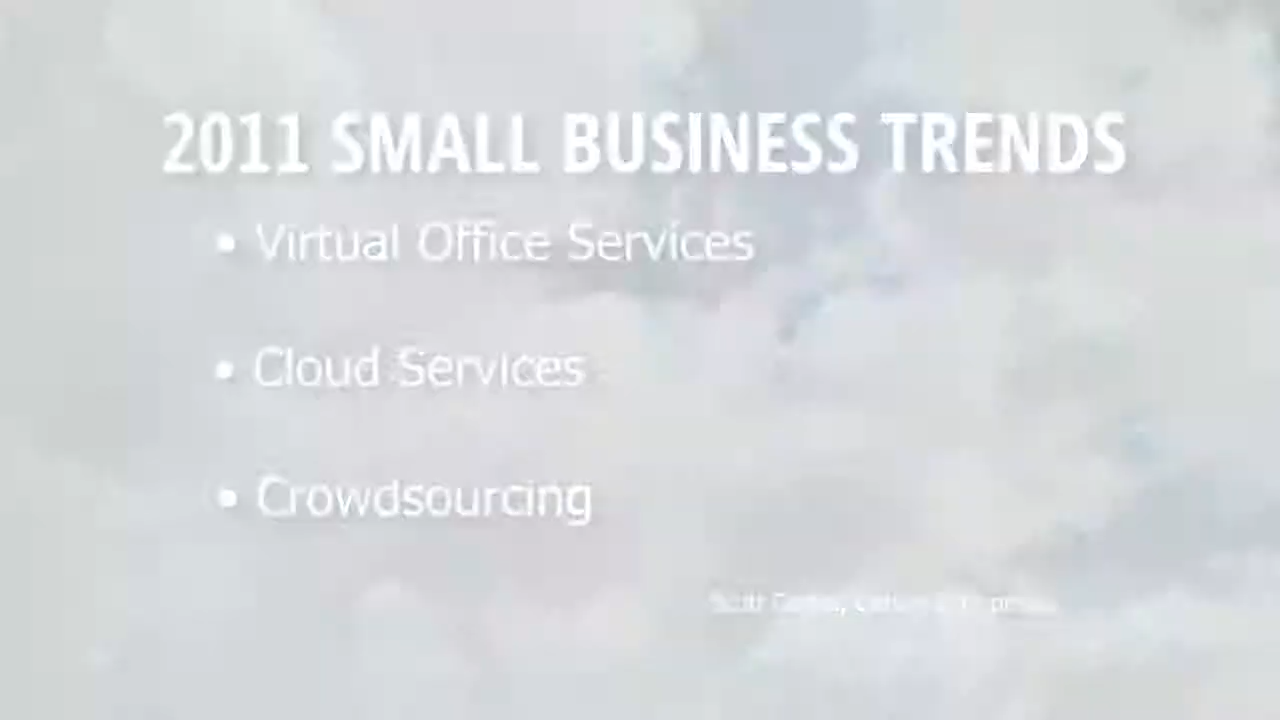 2011 SMALL BUSINESS TRENDS
• Virtual Office Services
• Cloud Services
• Crowdsourcing